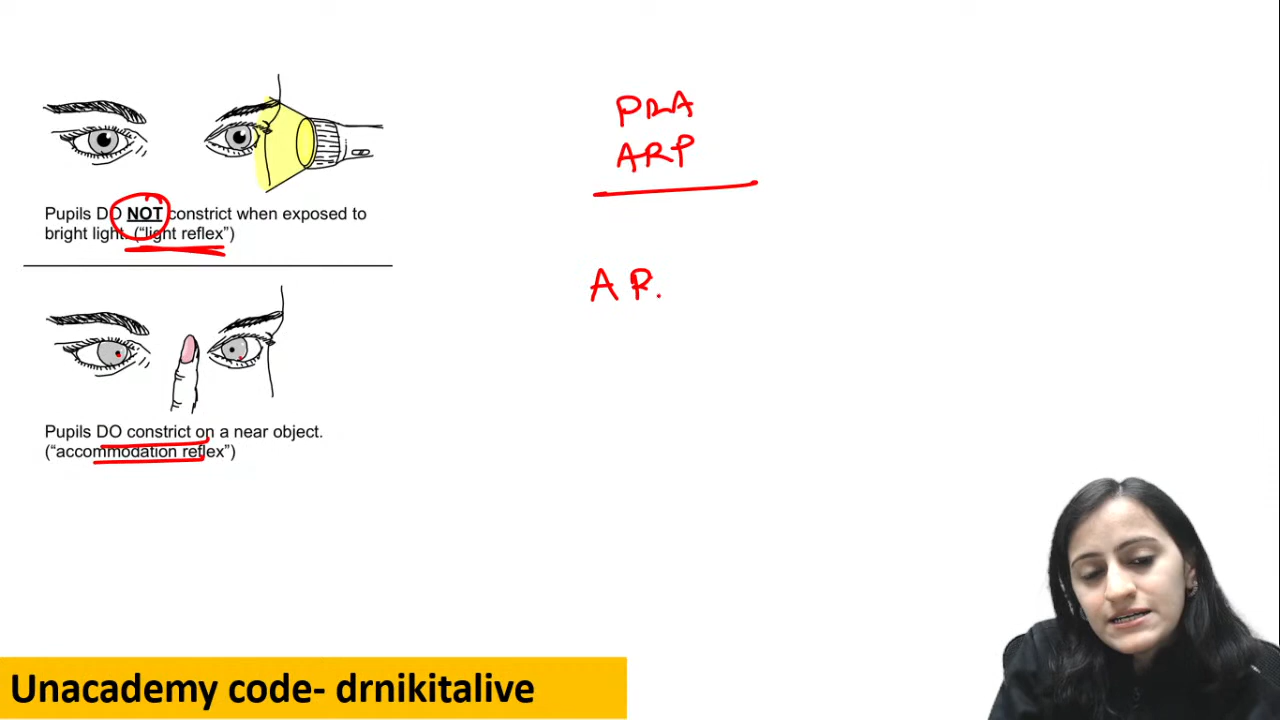 PRA
ARP
Pupils DO NOT constrict when exposed to
bright light. (“light reflex”)
A R.
Pupils DO constrict on a near object.
(“accommodation reflex”)
Unacademy code- drnikitalive